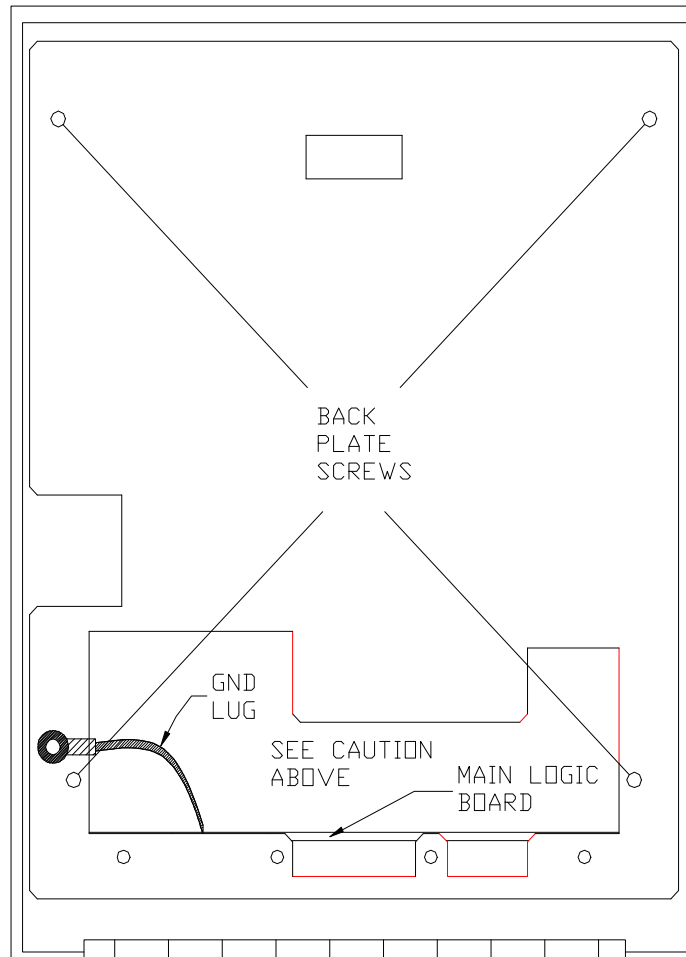 BACK
PLATE
SCREWS
GND
LUG
SEE CAUTION
ABOVE
MAIN LOGIC
BOARD